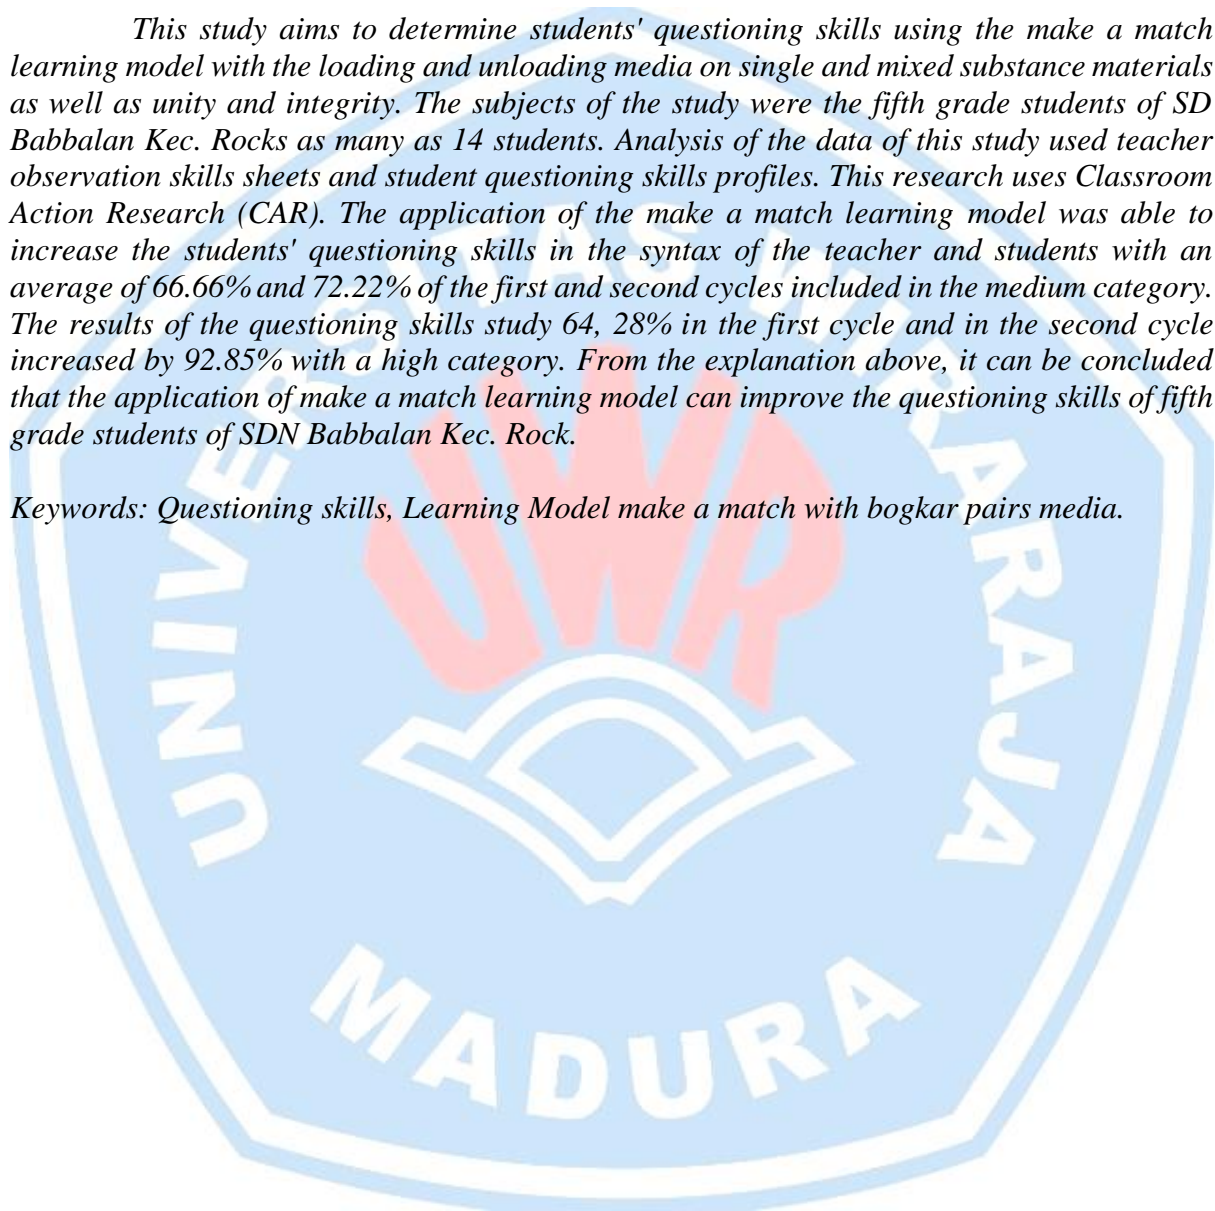 This study aims to determine students' questioning skills using the make a match
learning model with the loading and unloading media on single and mixed substance materials
as well as unity and integrity. The subjects of the study were the fifth grade students of SD
Babbalan Kec. Rocks as many as 14 students. Analysis of the data of this study used teacher
observation skills sheets and student questioning skills profiles. This research uses Classroom
Action Research (CAR). The application of the make a match learning model was able to
increase the students' questioning skills in the syntax of the teacher and students with an
average of 66.66% and 72.22% of the first and second cycles included in the medium category.
The results of the questioning skills study 64, 28% in the first cycle and in the second cycle
increased by 92.85% with a high category. From the explanation above, it can be concluded
that the application of make a match learning model can improve the questioning skills of fifth
grade students of SDN Babbalan Kec. Rock.
Keywords: Questioning skills, Learning Model make a match with bogkar pairs media.
UNIVERSITAS WIRARAJA
UWR
MADURA